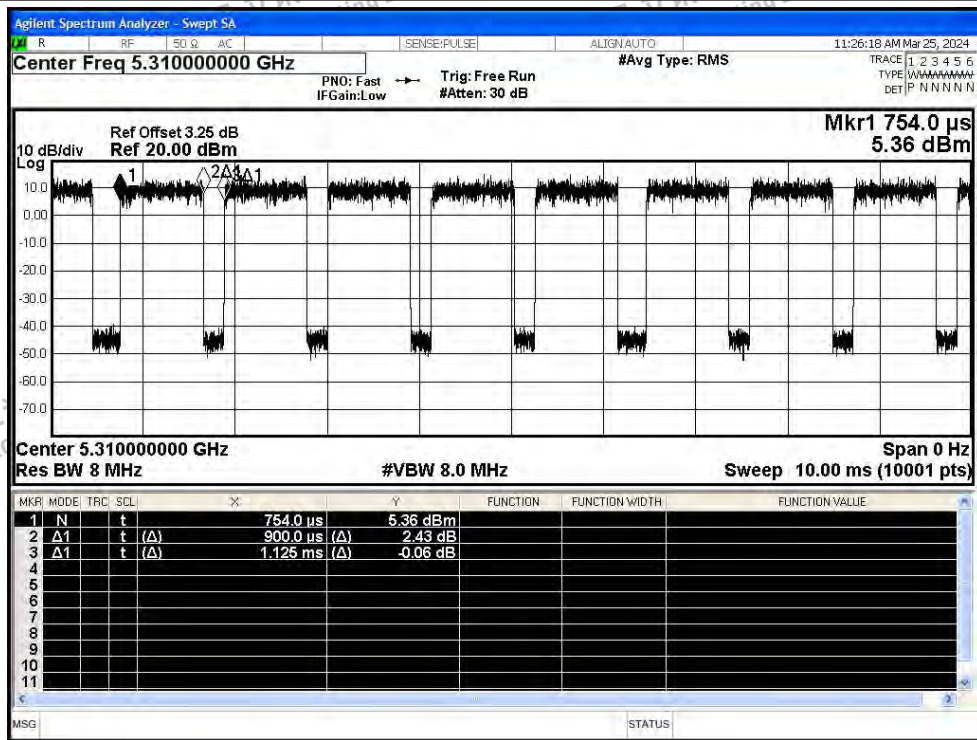 Agilent Spectrum Analyzer - Swept SA
R RF 50 Ω AC SENSE:PULSE ALIGN AUTO 11:26:18 AM Mar 25, 2024
Center Freq 5.310000000 GHz
#Avg Type: RMS
TRACE 1 2 3 4 5 6
PNO: Fast Trig: Free Run
TYPE
IFGain:Low #Atten: 30 dB
DET P N N N N N
Mkr1 754.0 µs
Ref Offset 3.25 dB
10 dB/div Ref 20.00 dBm 5.36 dBm
Log
1 2Δ1 3Δ1
10.0
0.00
-10.0
-20.0
-30.0
-40.0
-50.0
-60.0
-70.0
Center 5.310000000 GHz Span 0 Hz
Res BW 8 MHz #VBW 8.0 MHz Sweep 10.00 ms (10001 pts)
MKR MODE TRC SCL X Y FUNCTION FUNCTION WIDTH FUNCTION VALUE
1 N t 754.0 µs 5.36 dBm
2 Δ1 t (Δ) 900.0 µs (Δ) 2.43 dB
3 Δ1 t (Δ) 1.125 ms (Δ) -0.06 dB
4
5
6
7
8
9
10
11
MSG STATUS